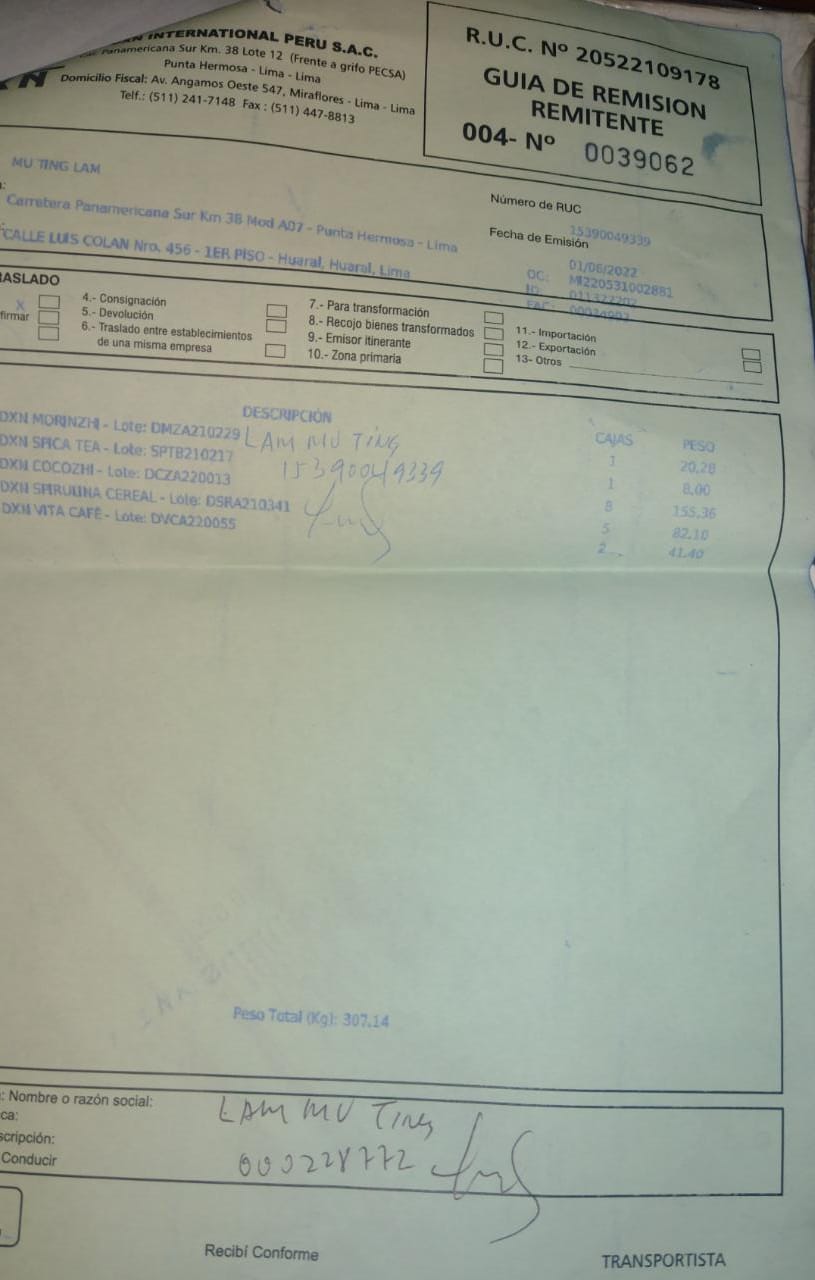 INTERNATIONAL PERU S.A.C.
Panamericana Sur Km. 38 Lote 12 (Frente a grifo PECSA)
Punta Hermosa - Lima - Lima
Domicilio Fiscal: Av. Angamos Oeste 547, Miraflores - Lima - Lima
Telf.: (511) 241-7148 Fax : (511) 447-8813
R.U.C. Nº 20522109178
GUIA DE REMISION
REMITENTE
004- Nº 0039062
MU TING LAM
Carretera Panamericana Sur Km 38 Mod A07 - Punta Hermosa - Lima
CALLE LUIS COLAN Nro. 456 - 1ER PISO - Huaral, Huaral, Lima
Número de RUC
15390049339
Fecha de Emisión
01/06/2022
OC: MI220531002881
ID: 011322202
FAC: 00024903
RASLADO
X
firmar
4.- Consignación
5.- Devolución
6.- Traslado entre establecimientos
de una misma empresa
7.- Para transformación
8.- Recojo bienes transformados
9.- Emisor itinerante
10.- Zona primaria
11.- Importación
12.- Exportación
13- Otros
DESCRIPCIÓN CAJAS PESO
DXN MORINZHI - Lote: DMZA210229 1 20.28
DXN SPICA TEA - Lote: SPTB210217 1 8.00
DXN COCOZHI - Lote: DCZA220013 8 155.36
DXN SPIRULINA CEREAL - Lote: DSRA210341 5 82.10
DXN VITA CAFÉ - Lote: DVCA220055 2 41.40
LAM MU TING
15390049339
Peso Total (Kg): 307.14
: Nombre o razón social: LAM MU TING
ca:
scripción:
Conducir 000228772
Recibí Conforme
TRANSPORTISTA